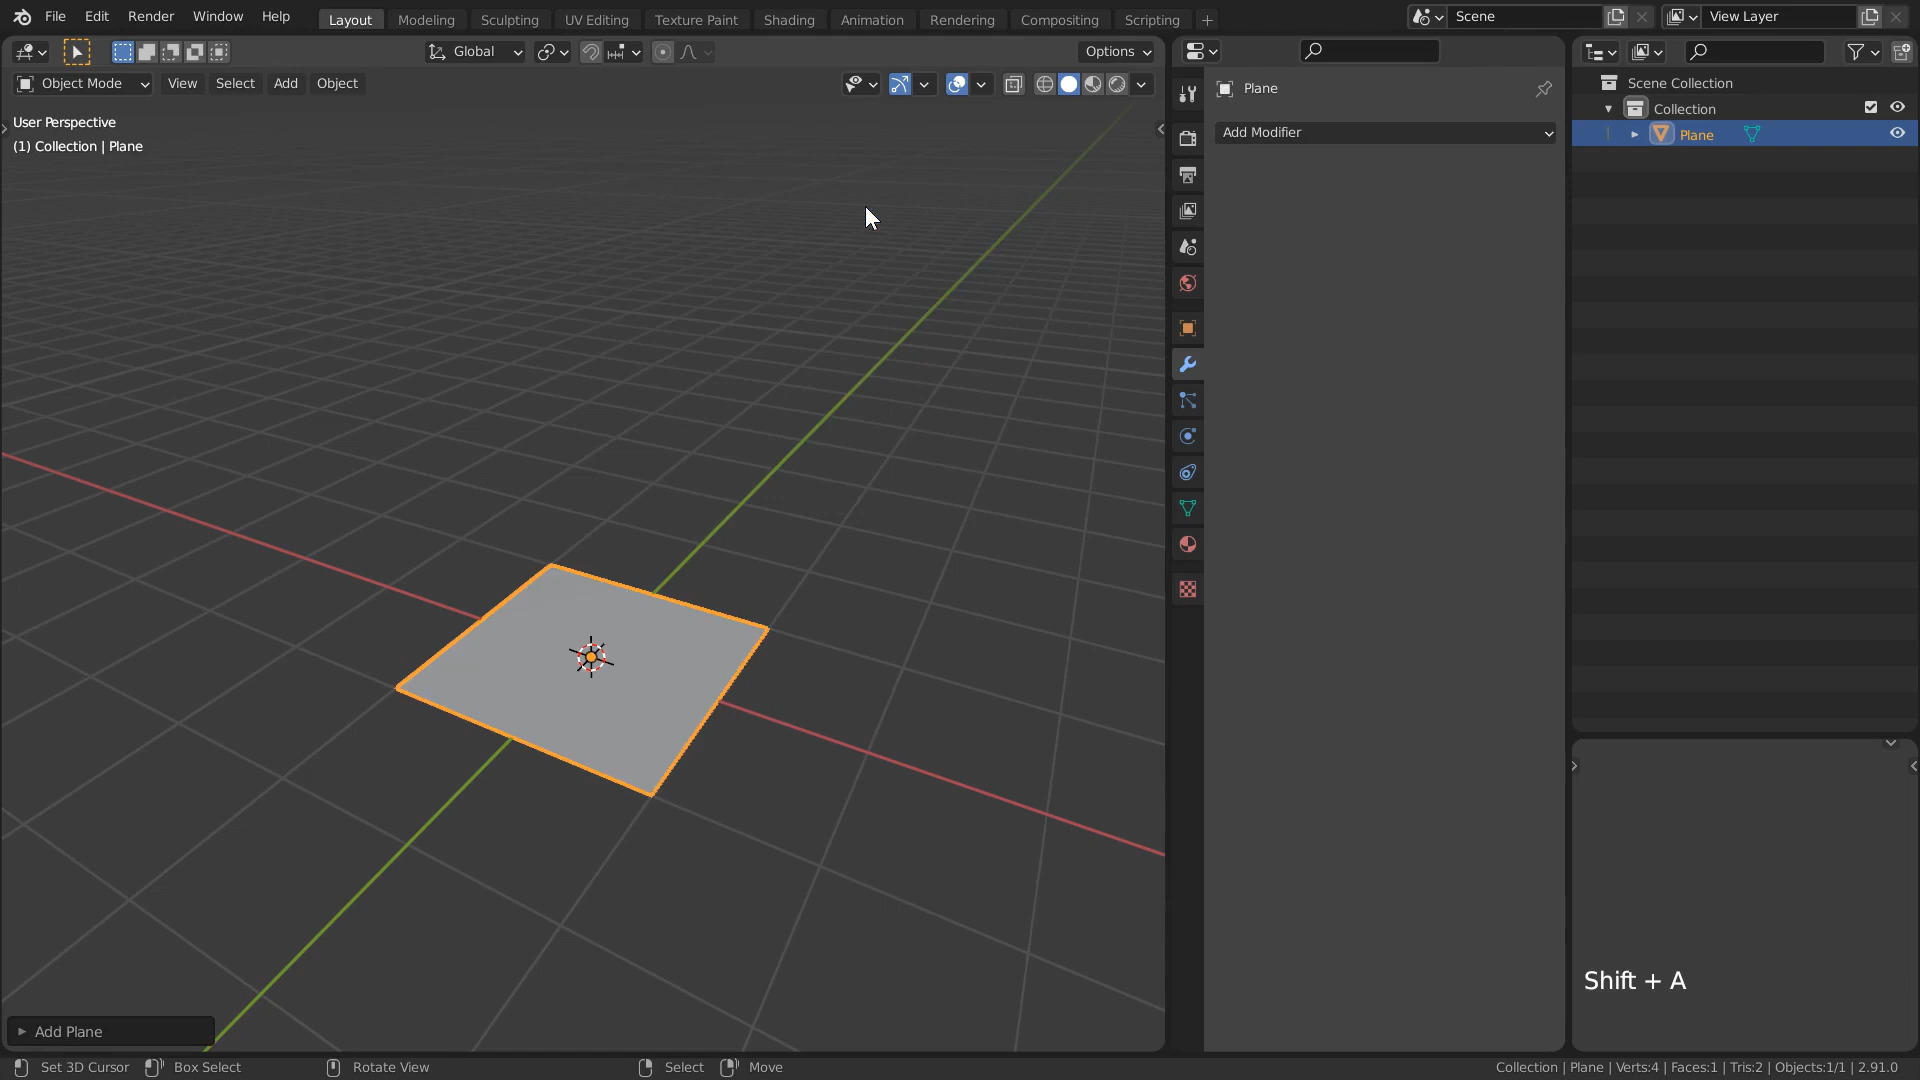 File Edit Render Window Help Layout Modeling Sculpting UV Editing Texture Paint Shading Animation Rendering Compositing Scripting + Scene View Layer
Global Options
Object Mode View Select Add Object
User Perspective
(1) Collection | Plane
Plane
Add Modifier
Scene Collection
Collection
Plane
Shift + A
Add Plane
Set 3D Cursor Box Select Rotate View Select Move Collection | Plane | Verts:4 | Faces:1 | Tris:2 | Objects:1/1 | 2.91.0